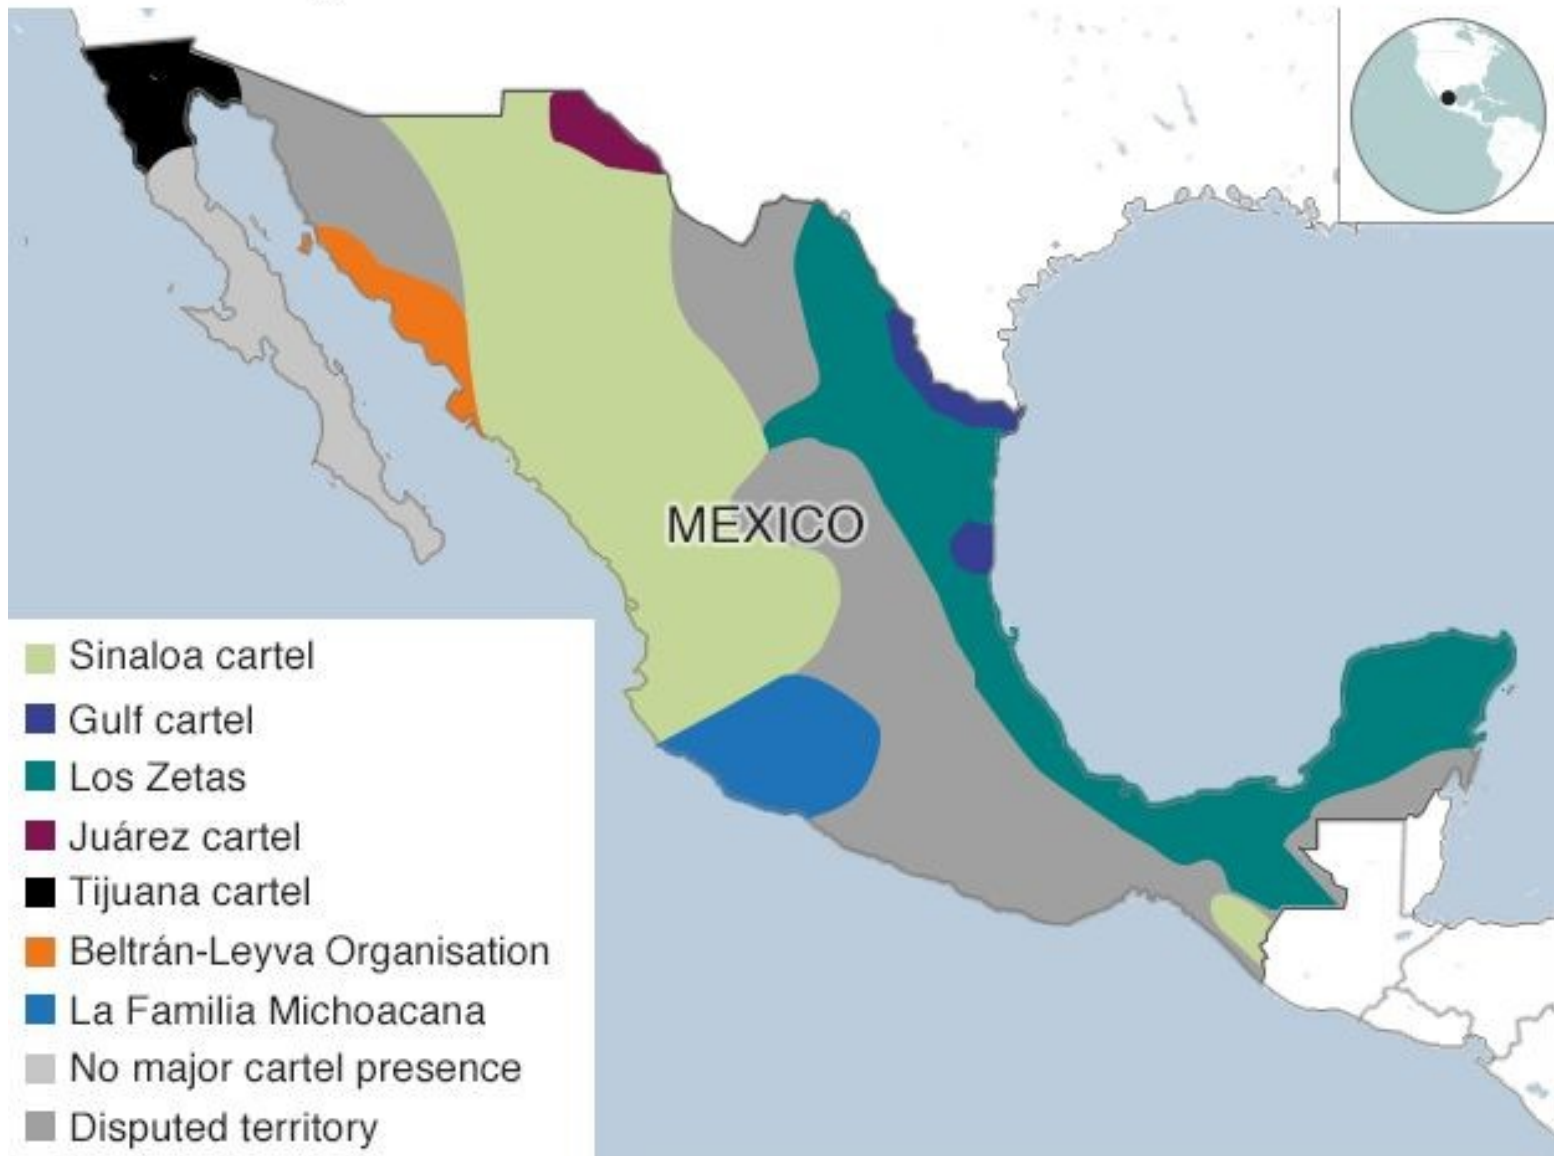 MEXICO
Sinaloa cartel
Gulf cartel
Los Zetas
Juárez cartel
Tijuana cartel
Beltrán-Leyva Organisation
La Familia Michoacana
No major cartel presence
Disputed territory